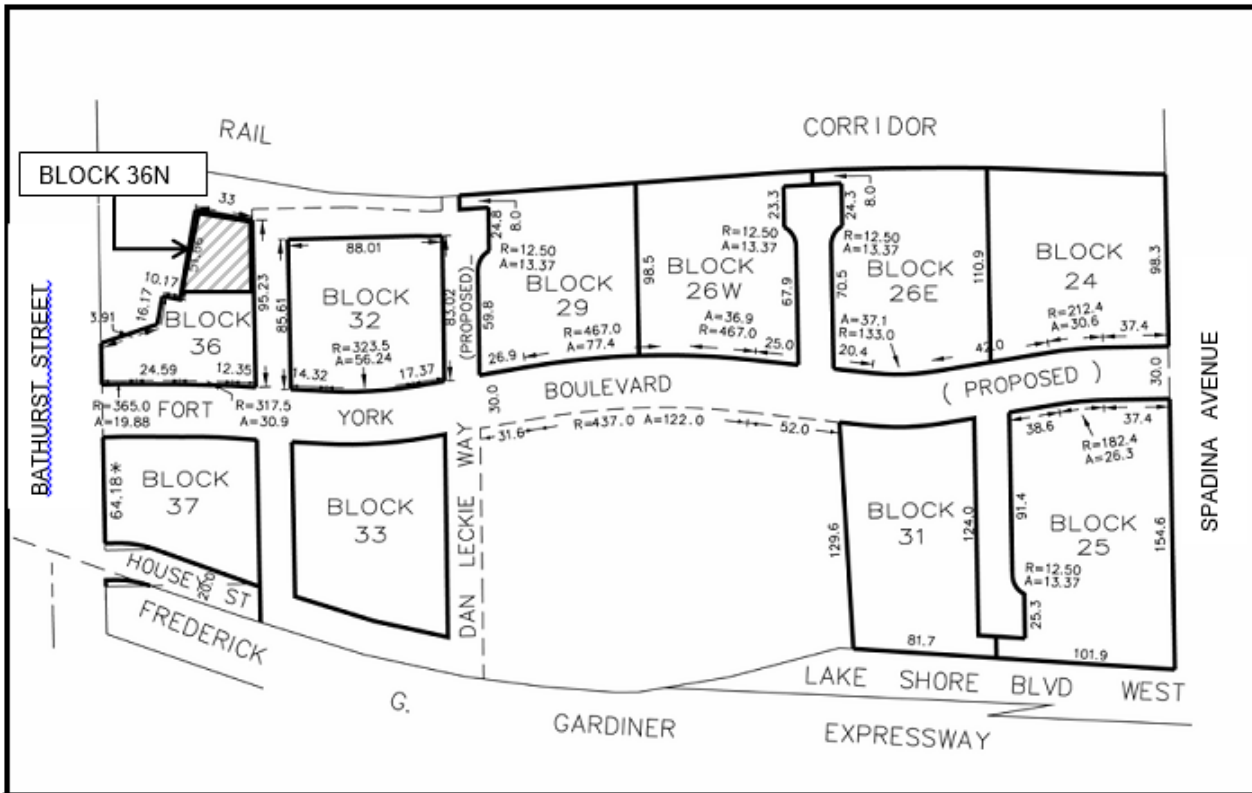 RAIL
CORRIDOR
BLOCK 36N
33
10.17
16.17
3.91
95.23
BLOCK
36
24.59
12.35
R=365.0
A=19.88
R=317.5
A=30.9
88.01
85.61
83.02
BLOCK
32
R=323.5
A=56.24
14.32
17.37
(PROPOSED)
24.8
8.0
R=12.50
A=13.37
59.8
BLOCK
29
R=467.0
A=77.4
26.9
98.5
23.3
R=12.50
A=13.37
BLOCK
26W
67.9
A=36.9
R=467.0
25.0
24.3
8.0
R=12.50
A=13.37
70.5
BLOCK
26E
110.9
A=37.1
R=133.0
20.4
42.0
BLOCK
24
98.3
R=212.4
A=30.6
37.4
BATHURST STREET
SPADINA AVENUE
FORT
YORK
BOULEVARD
( PROPOSED )
30.0
30.0
31.6
R=437.0 A=122.0
52.0
64.18*
BLOCK
37
BLOCK
33
DAN LECKIE WAY
129.6
BLOCK
31
124.0
81.7
38.6
37.4
R=182.4
A=26.3
91.4
BLOCK
25
154.6
R=12.50
A=13.37
25.3
101.9
HOUSEY ST
20.0
FREDERICK
G.
GARDINER
EXPRESSWAY
LAKE SHORE BLVD WEST